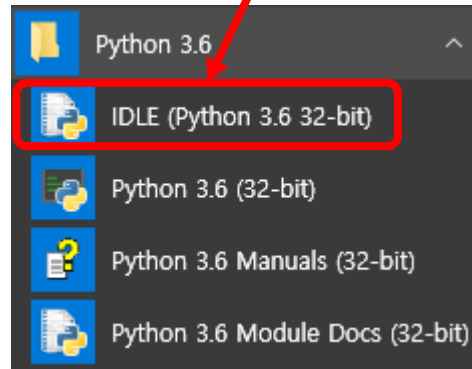 Python 3.6
IDLE (Python 3.6 32-bit)
Python 3.6 (32-bit)
Python 3.6 Manuals (32-bit)
Python 3.6 Module Docs (32-bit)